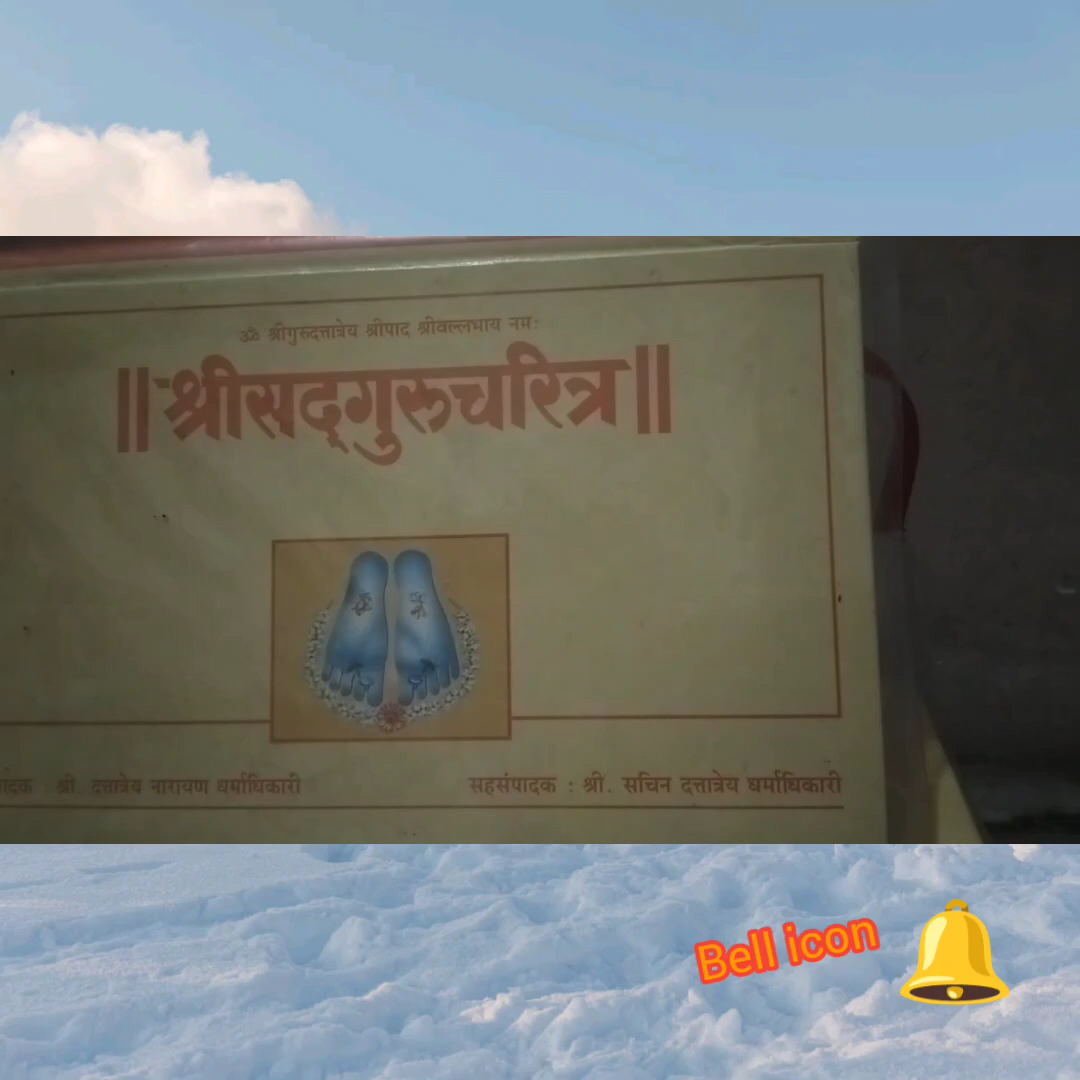 ॐ श्रीगुरुदत्तात्रेय श्रीपाद श्रीवल्लभाय नमः
॥ श्रीसद्‌गुरुचरित्र ॥
श्री. दत्तात्रेय नारायण धर्माधिकारी
सहसंपादक : श्री. सचिन दत्तात्रेय धर्माधिकारी
Bell icon